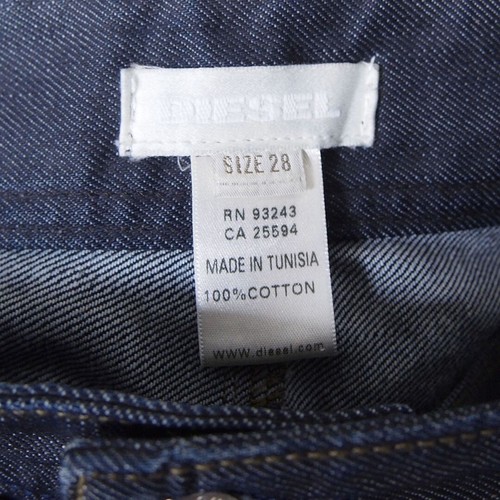 DIESEL
SIZE 28
RN 93243
CA 25594
MADE IN TUNISIA
100%COTTON
www.diesel.com